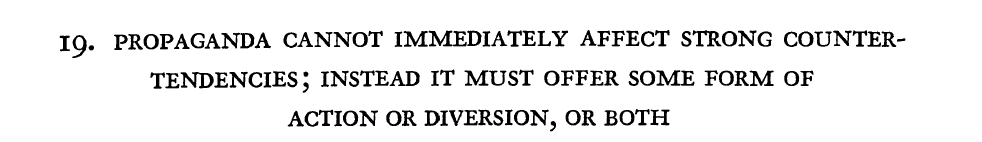 19. PROPAGANDA CANNOT IMMEDIATELY AFFECT STRONG COUNTER-
TENDENCIES; INSTEAD IT MUST OFFER SOME FORM OF
ACTION OR DIVERSION, OR BOTH